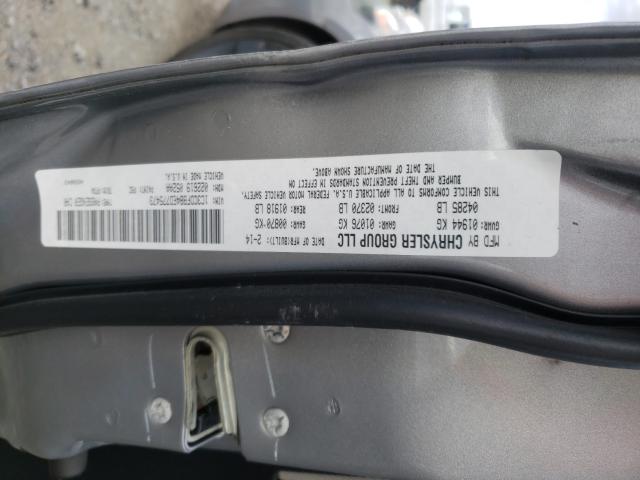 MFD BY CHRYSLER GROUP LLC DATE OF MFR(BUILT): 2-14
GVWR: 01944 KG GAWR: 01076 KG 00870-KG
04285 LB FRONT: 02370 LB REAR: 01918 LB
THIS VEHICLE CONFORMS TO ALL APPLICABLE U.S.A. FEDERAL MOTOR VEHICLE SAFETY,
BUMPER AND THEFT PREVENTION STANDARDS IN EFFECT ON
THE DATE OF MANUFACTURE SHOWN ABOVE.
TYPE: PASSENGER CAR
MDH: PAINT: PSC
VEHICLE MADE IN U.S.A.